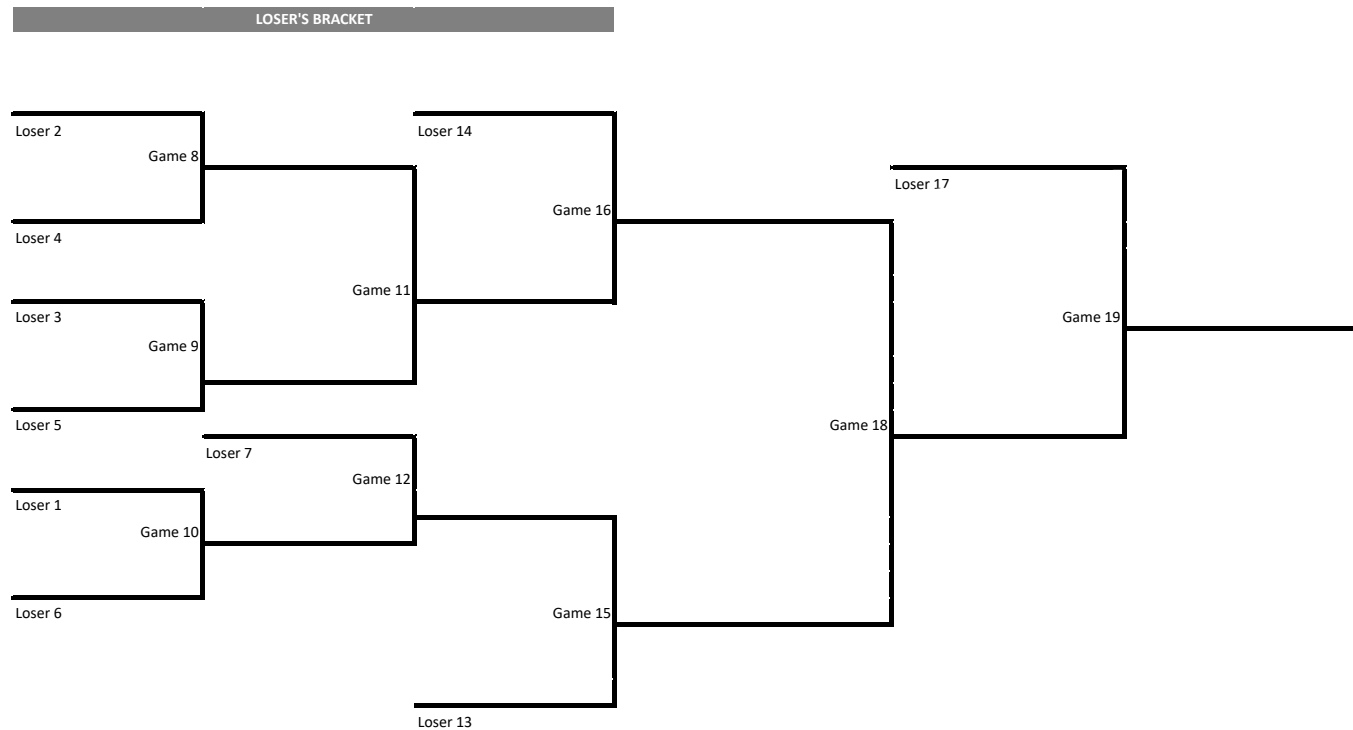 LOSER'S BRACKET
Loser 2
Loser 14
Game 8
Loser 17
Game 16
Loser 4
Game 11
Loser 3
Game 19
Game 9
Loser 5
Game 18
Loser 7
Game 12
Loser 1
Game 10
Loser 6
Game 15
Loser 13